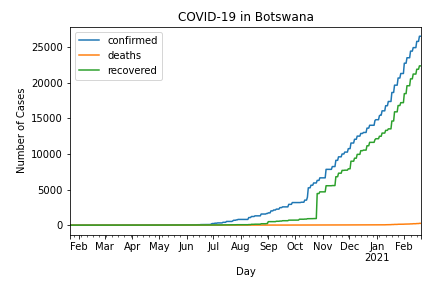 COVID-19 in Botswana
confirmed
deaths
recovered
Number of Cases
25000
20000
15000
10000
5000
0
Feb Mar Apr May Jun Jul Aug Sep Oct Nov Dec Jan Feb
2021
Day